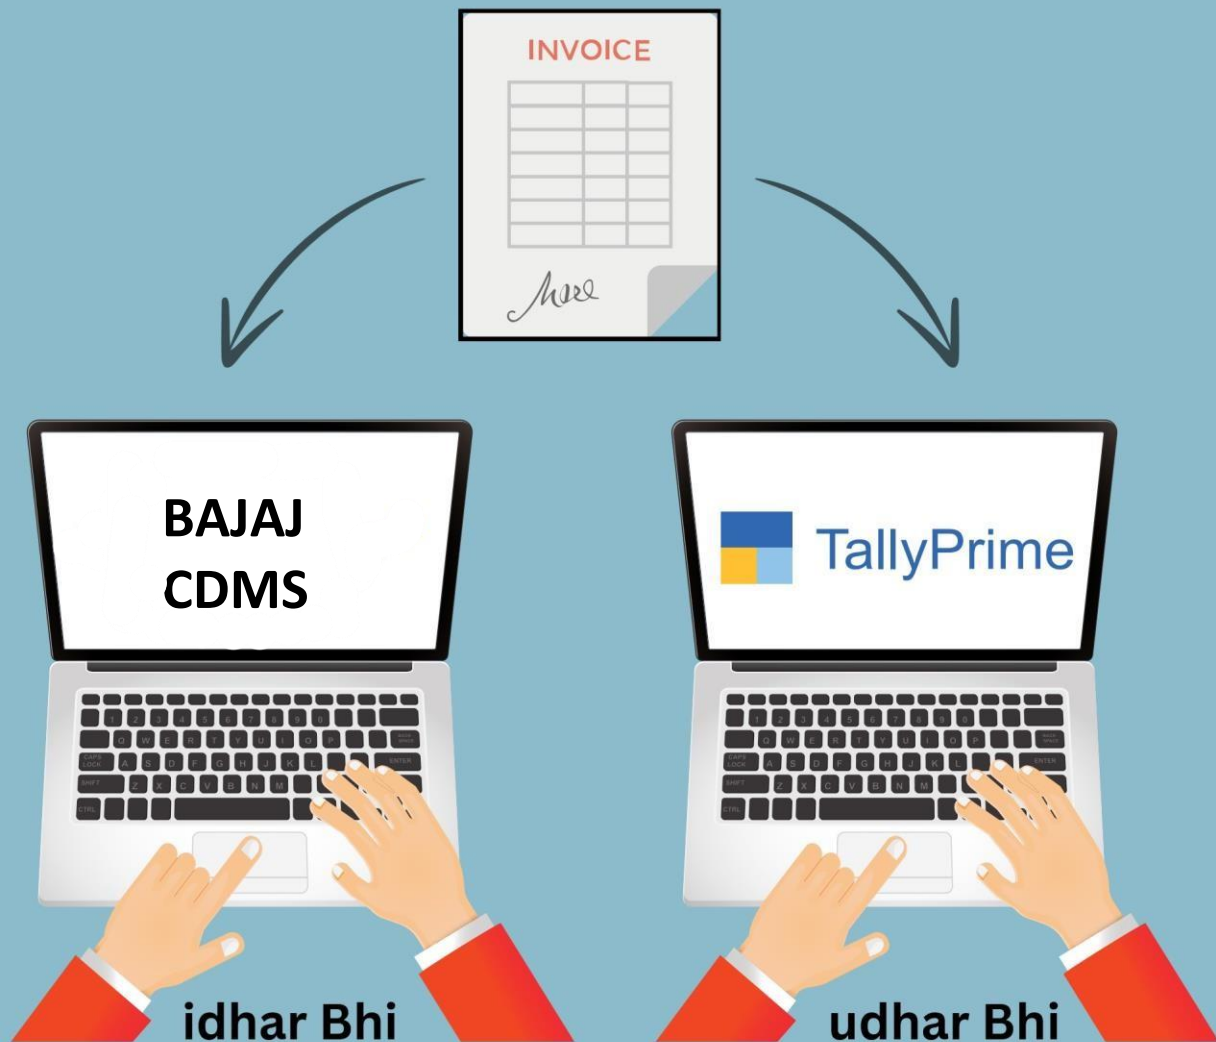 INVOICE
BAJAJ
CDMS
TallyPrime
idhar Bhi
udhar Bhi